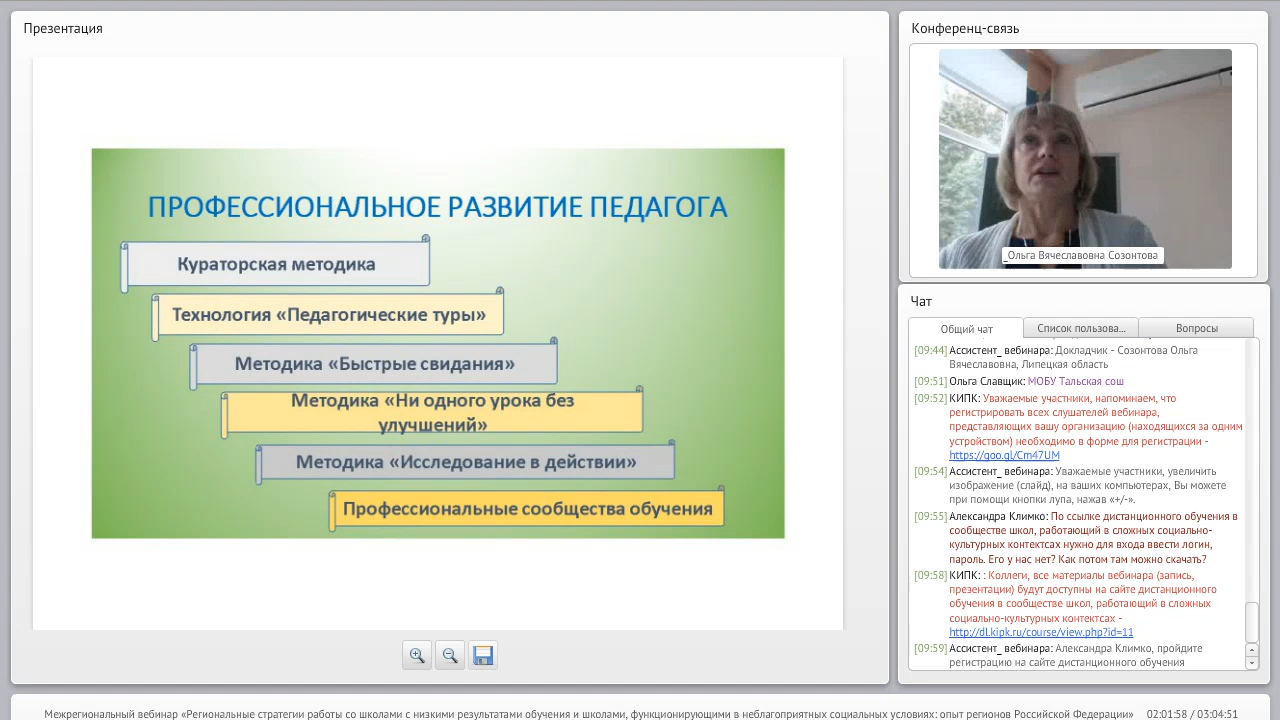 Презентация
ПРОФЕССИОНАЛЬНОЕ РАЗВИТИЕ ПЕДАГОГА
Кураторская методика
Технология «Педагогические туры»
Методика «Быстрые свидания»
Методика «Ни одного урока без
улучшений»
Методика «Исследование в действии»
Профессиональные сообщества обучения
Конференц-связь
_Ольга Вячеславовна Созонтова
Чат
Общий чат
Список пользова...
Вопросы
[09:44] Ассистент_ вебинара: Докладчик - Созонтова Ольга
Вячеславовна, Липецкая область
[09:51] Ольга Славщик: МОБУ Тальская сош
[09:52] КИПК: Уважаемые участники, напоминаем, что
регистрировать всех слушателей вебинара,
представляющих вашу организацию (находящихся за одним
устройством) необходимо в форме для регистрации -
https://goo.gl/Cm47UM
[09:54] Ассистент_ вебинара: Уважаемые участники, увеличить
изображение (слайд), на ваших компьютерах, Вы можете
при помощи кнопки лупа, нажав «+/-».
[09:55] Александра Климко: По ссылке дистанционного обучения в
сообществе школ, работающий в сложных социально-
культурных контектсах нужно для входа ввести логин,
пароль. Его у нас нет? Как потом там можно скачать?
[09:58] КИПК: : Коллеги, все материалы вебинара (запись,
презентации) будут доступны на сайте дистанционного
обучения в сообществе школ, работающий в сложных
социально-культурных контектсах -
http://dl.kipk.ru/course/view.php?id=11
[09:59] Ассистент_ вебинара: Александра Климко, пройдите
регистрацию на сайте дистанционного обучения
Межрегиональный вебинар «Региональные стратегии работы со школами с низкими результатами обучения и школами, функционирующими в неблагоприятных социальных условиях: опыт регионов Российской Федерации» 02:01:58 / 03:04:51